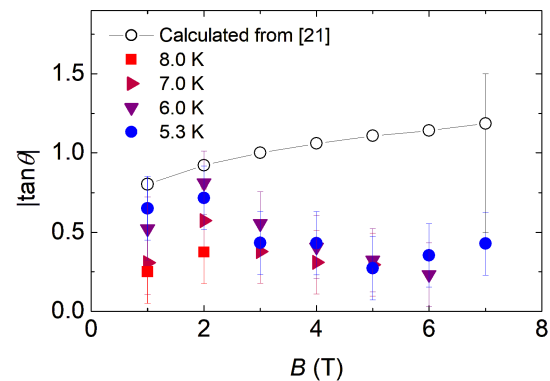 Calculated from [21]
8.0 K
7.0 K
6.0 K
5.3 K
|tanθ|
1.5
1.0
0.5
0.0
0 2 4 6 8
B (T)